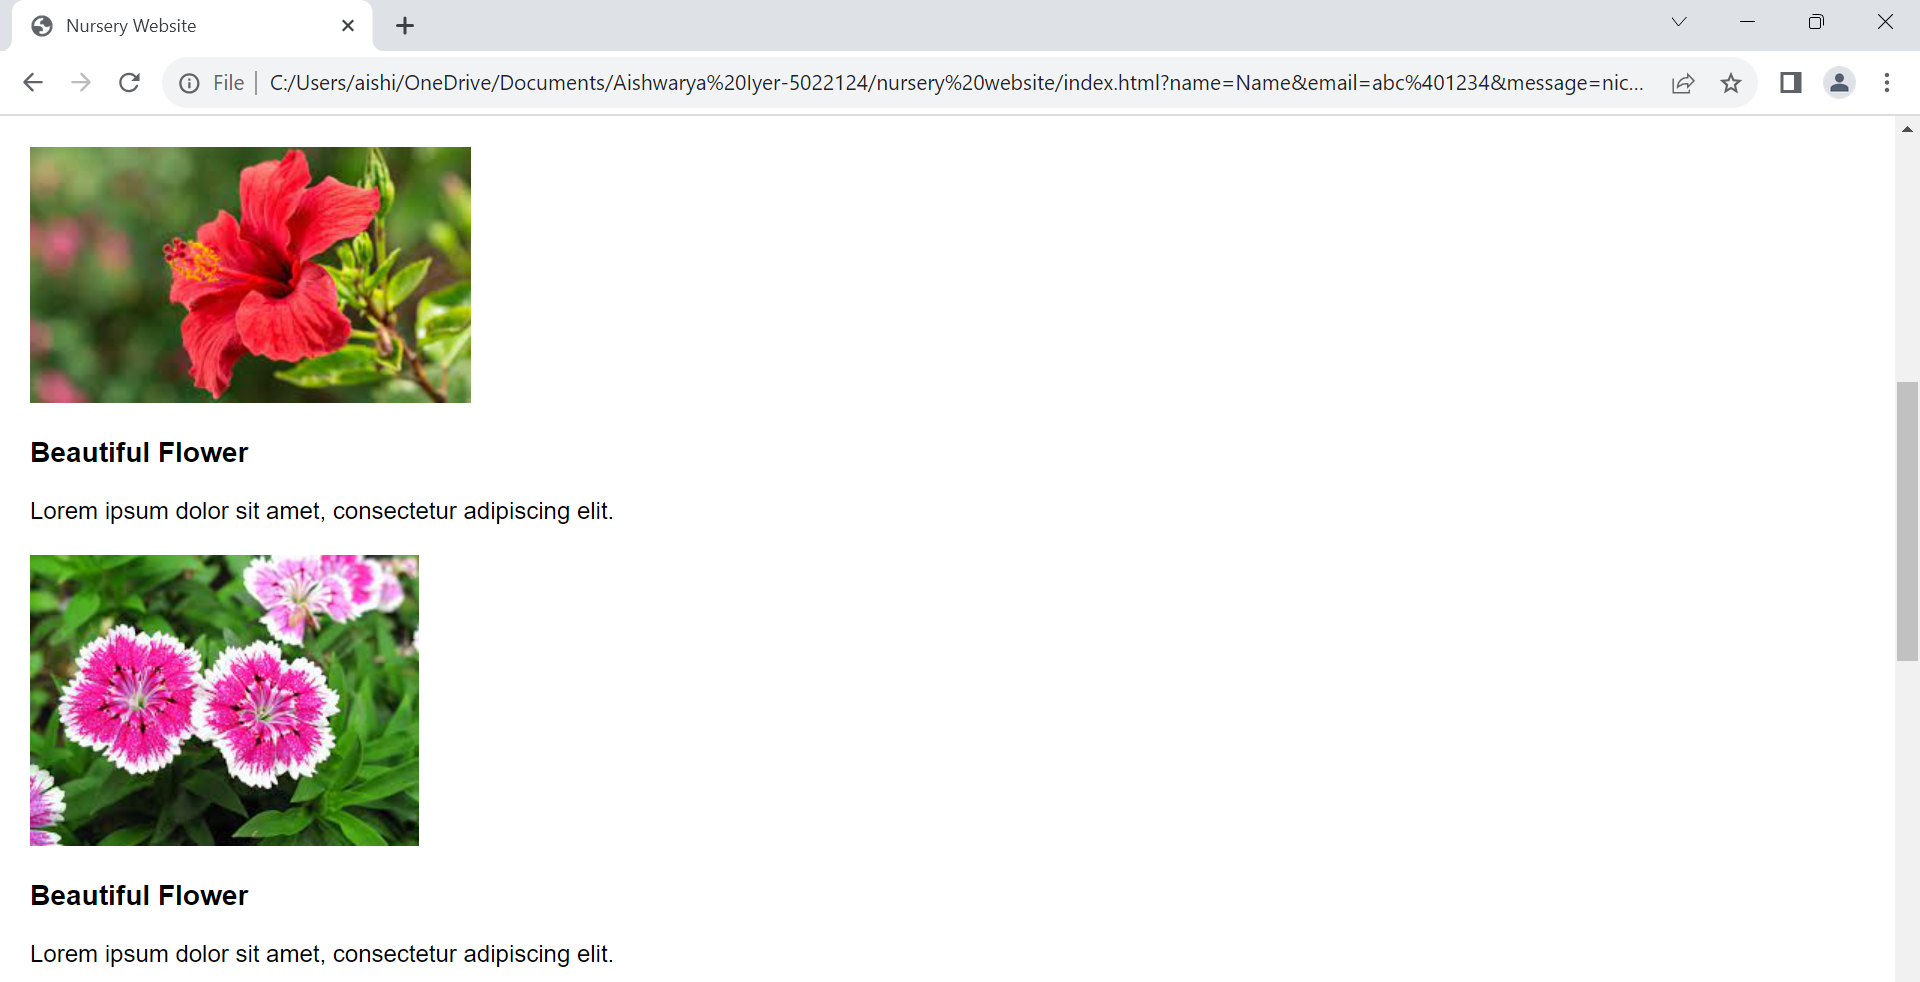 Nursery Website
File
C:/Users/aishi/OneDrive/Documents/Aishwarya%20Iyer-5022124/nursery%20website/index.html?name=Name&email=abc%401234&message=nic...
Beautiful Flower
Lorem ipsum dolor sit amet, consectetur adipiscing elit.
Beautiful Flower
Lorem ipsum dolor sit amet, consectetur adipiscing elit.